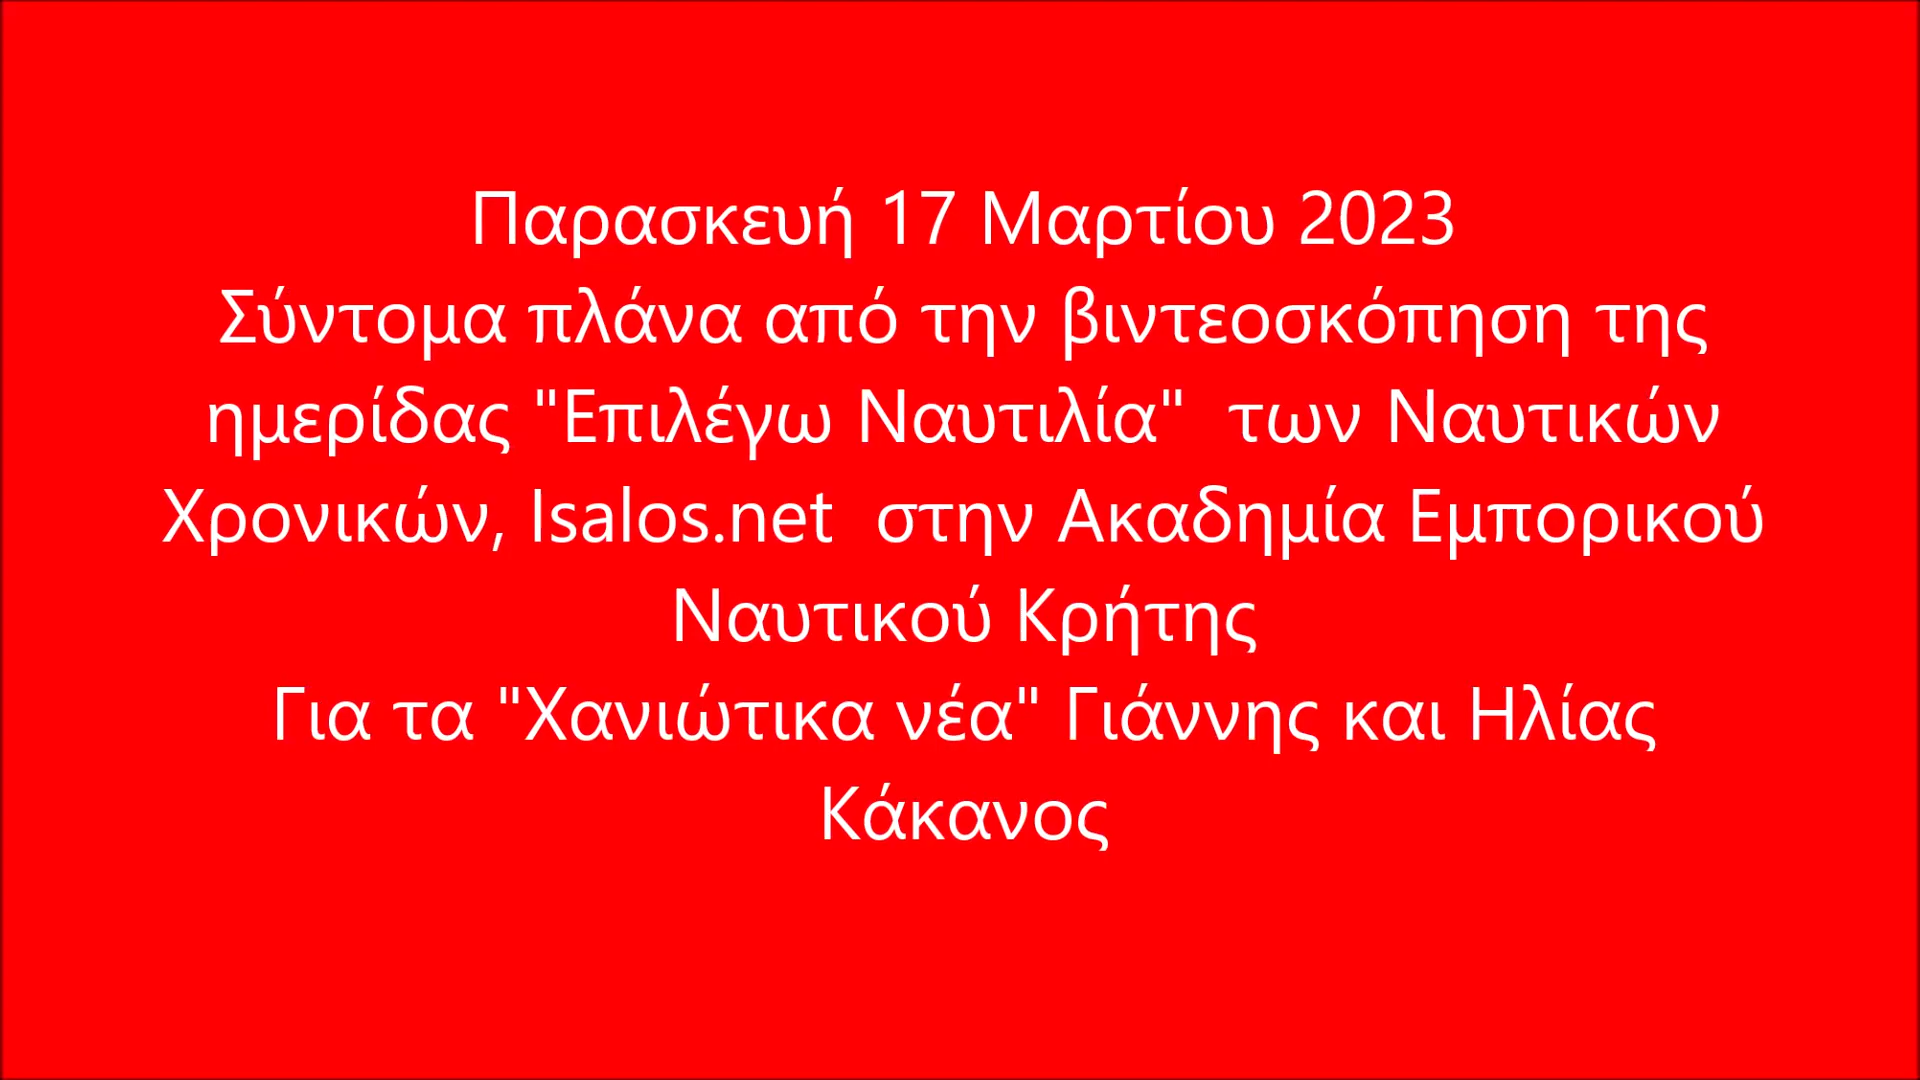 Παρασκευή 17 Μαρτίου 2023
Σύντομα πλάνα από την βιντεοσκόπηση της
ημερίδας "Επιλέγω Ναυτιλία"  των Ναυτικών
Χρονικών, Isalos.net  στην Ακαδημία Εμπορικού
Ναυτικού Κρήτης
Για τα "Χανιώτικα νέα" Γιάννης και Ηλίας
Κάκανος